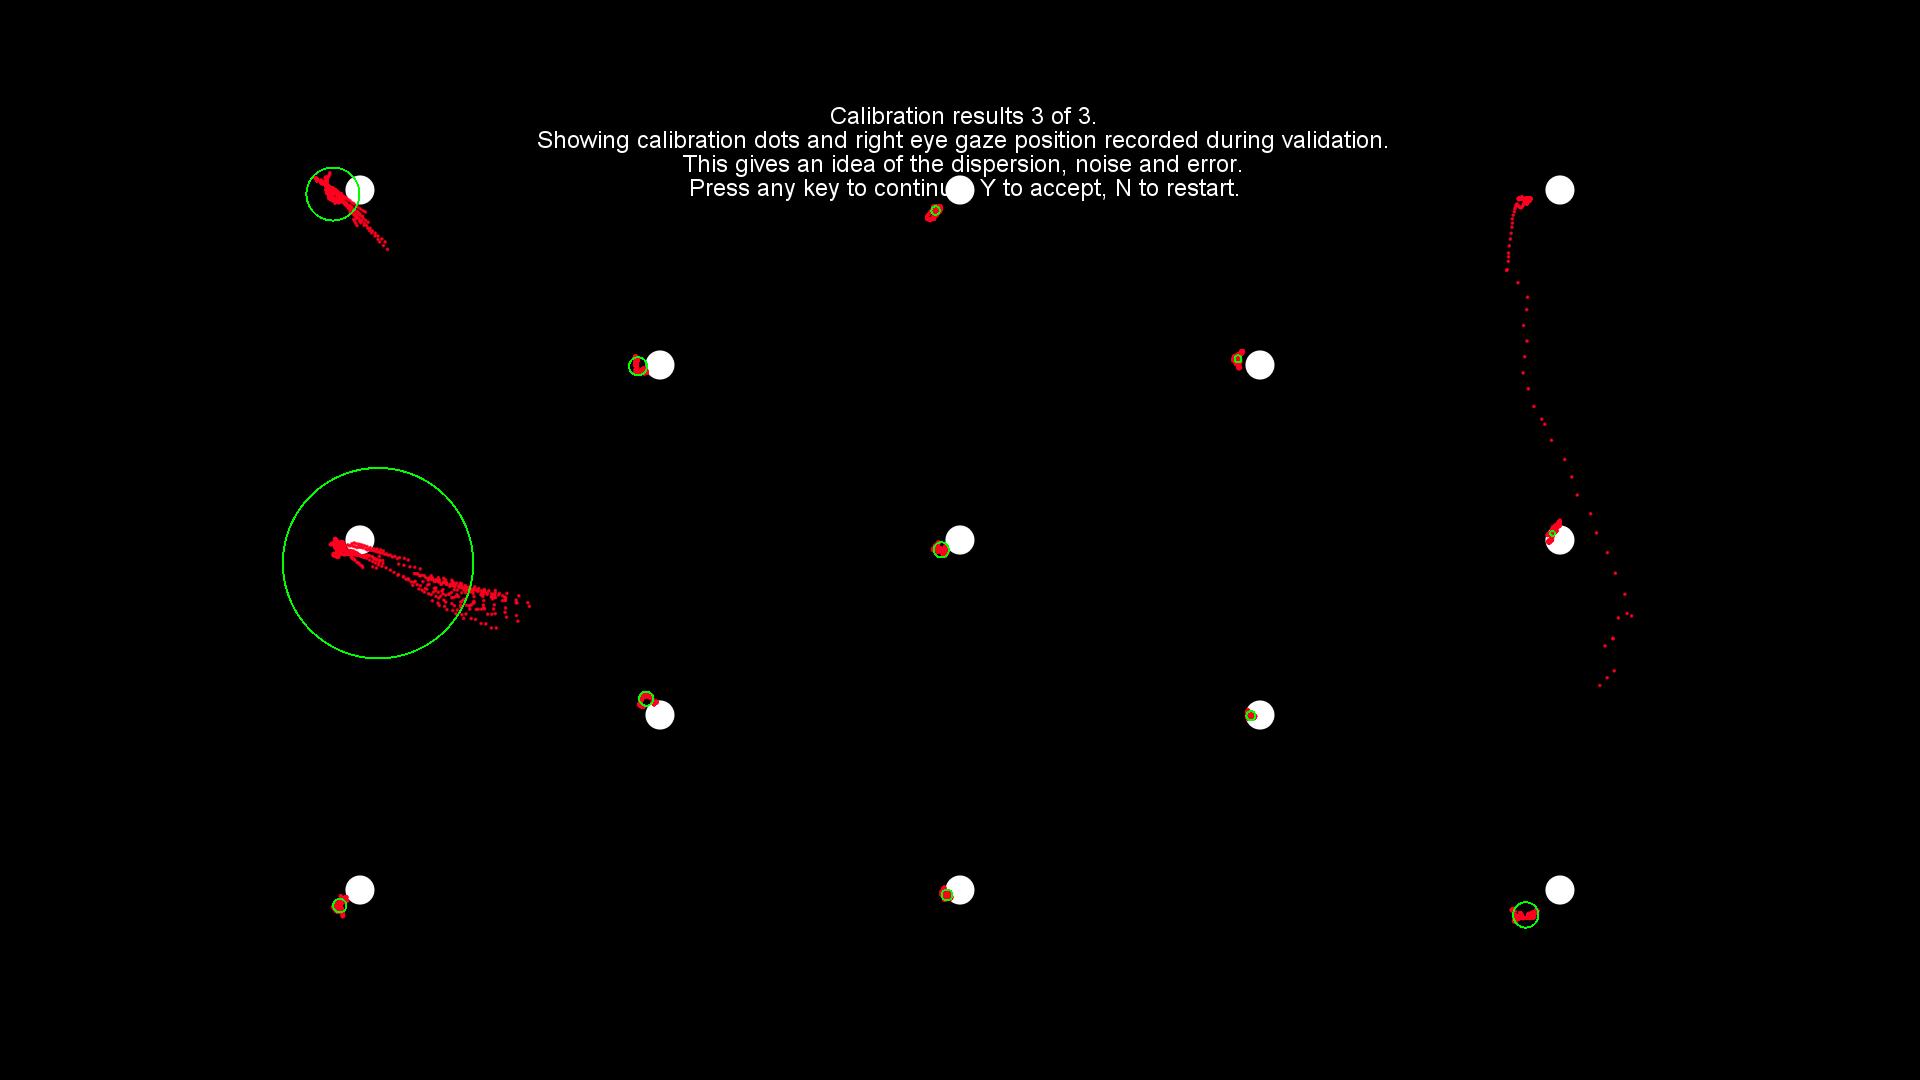 Calibration results 3 of 3.
Showing calibration dots and right eye gaze position recorded during validation.
This gives an idea of the dispersion, noise and error.
Press any key to continu Y to accept, N to restart.